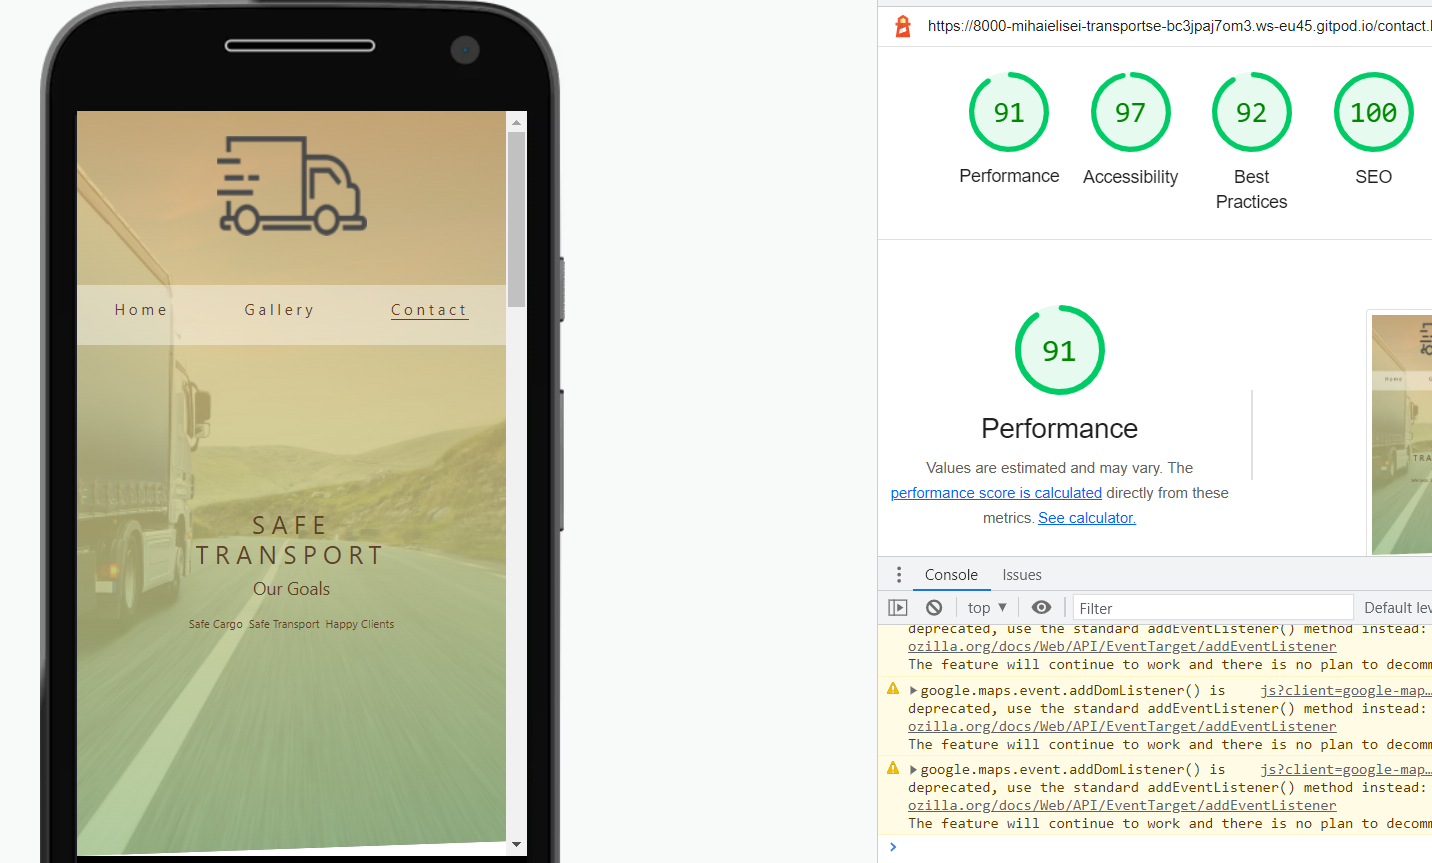 Home Gallery Contact
SAFE
TRANSPORT
Our Goals
Safe Cargo Safe Transport Happy Clients
https://8000-mihaielisei-transportse-bc3jpaj7om3.ws-eu45.gitpod.io/contact.
91 97 92 100
Performance Accessibility Best Practices SEO
91
Performance
Values are estimated and may vary. The
performance score is calculated directly from these
metrics. See calculator.
Console Issues
top ▼ Filter Default lev
deprecated, use the standard addEventListener() method instead:
ozilla.org/docs/Web/API/EventTarget/addEventListener
The feature will continue to work and there is no plan to decomm
google.maps.event.addDomListener() is js?client=google-map…
deprecated, use the standard addEventListener() method instead:
ozilla.org/docs/Web/API/EventTarget/addEventListener
The feature will continue to work and there is no plan to decomm
google.maps.event.addDomListener() is js?client=google-map…
deprecated, use the standard addEventListener() method instead:
ozilla.org/docs/Web/API/EventTarget/addEventListener
The feature will continue to work and there is no plan to decomm